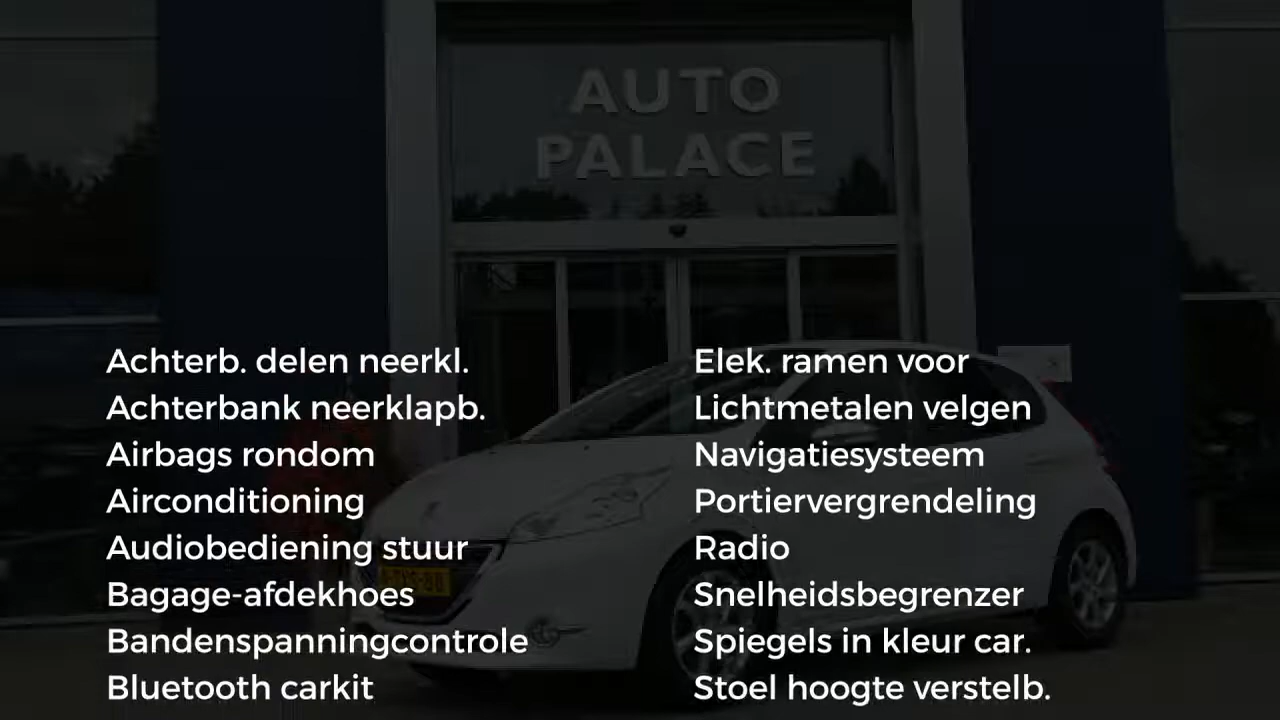 AUTO
PALACE
Achterb. delen neerkl.
Achterbank neerklapb.
Airbags rondom
Airconditioning
Audiobediening stuur
Bagage-afdekhoes
Bandenspanningcontrole
Bluetooth carkit
Elek. ramen voor
Lichtmetalen velgen
Navigatiesysteem
Portiervergrendeling
Radio
Snelheidsbegrenzer
Spiegels in kleur car.
Stoel hoogte verstelb.